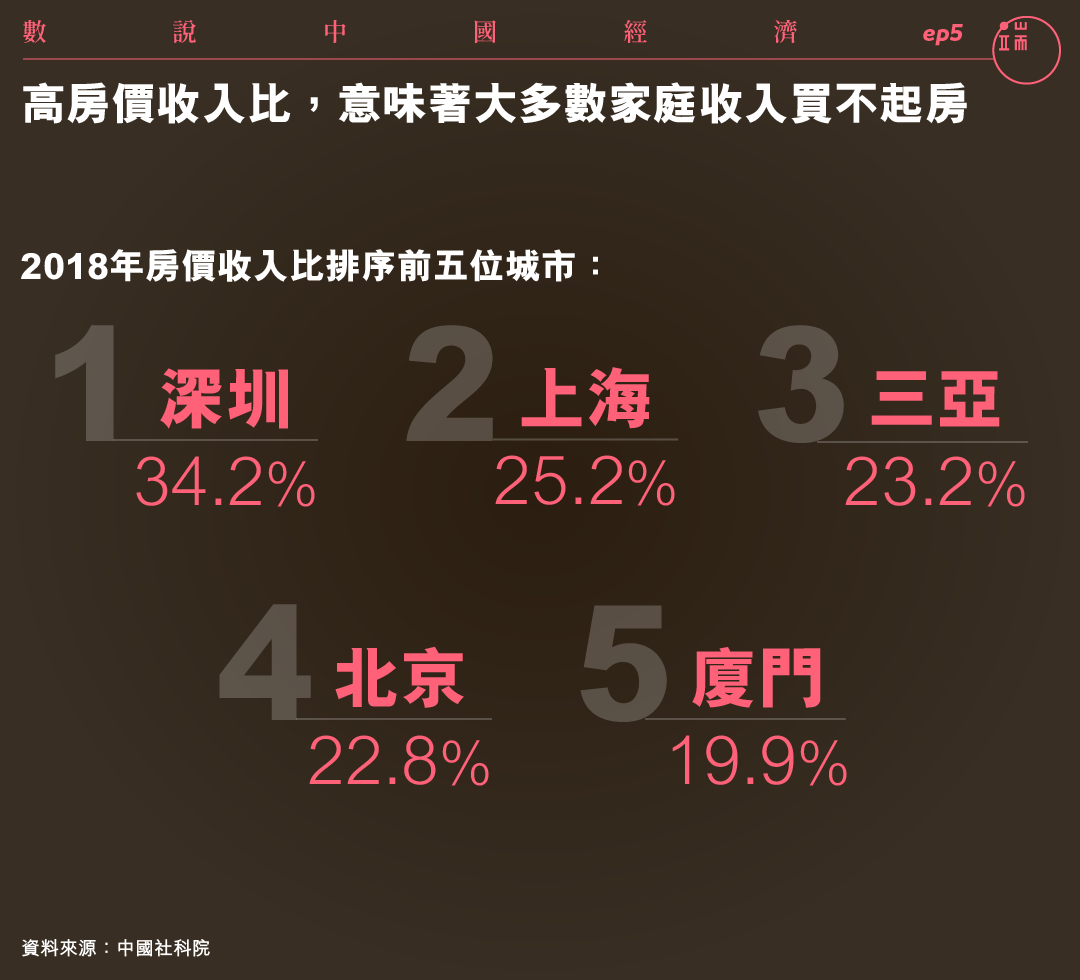 數說中國經濟 ep5 端
高房價收入比，意味著大多數家庭收入買不起房
2018年房價收入比排序前五位城市：
1 深圳
34.2%
2 上海
25.2%
3 三亞
23.2%
4 北京
22.8%
5 廈門
19.9%
資料來源：中國社科院